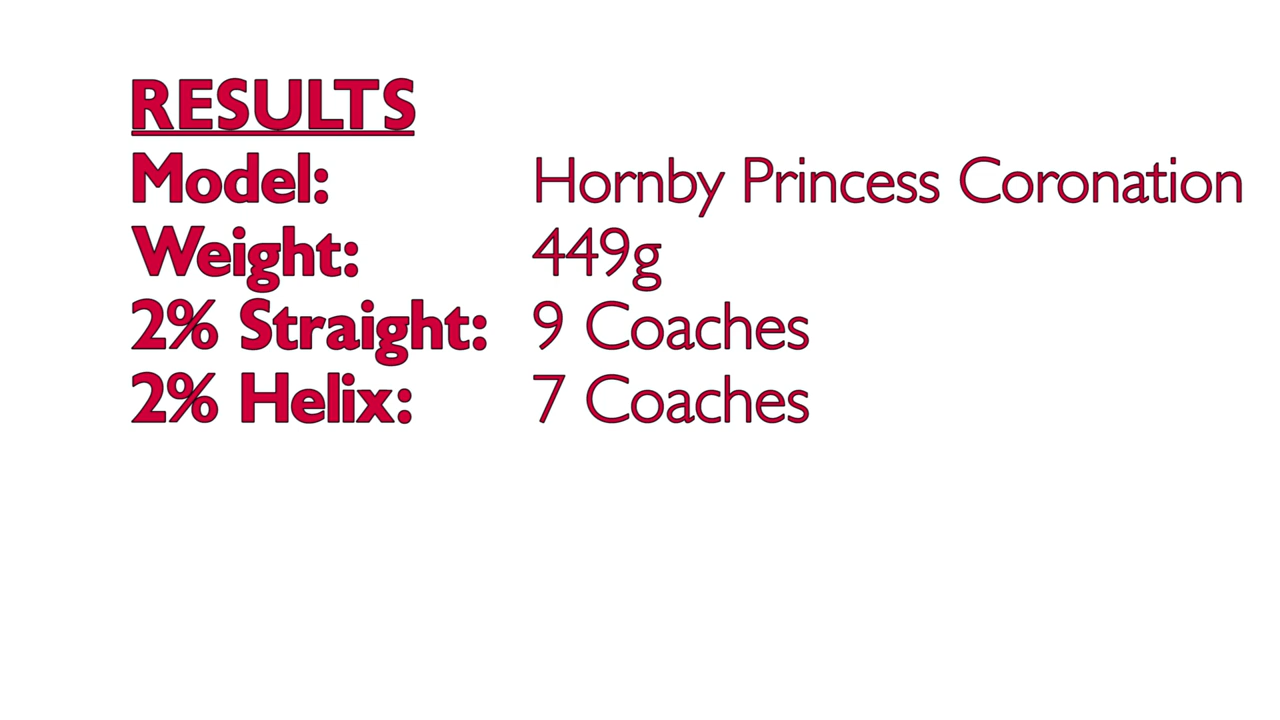 RESULTS
Model: Hornby Princess Coronation
Weight: 449g
2% Straight: 9 Coaches
2% Helix: 7 Coaches